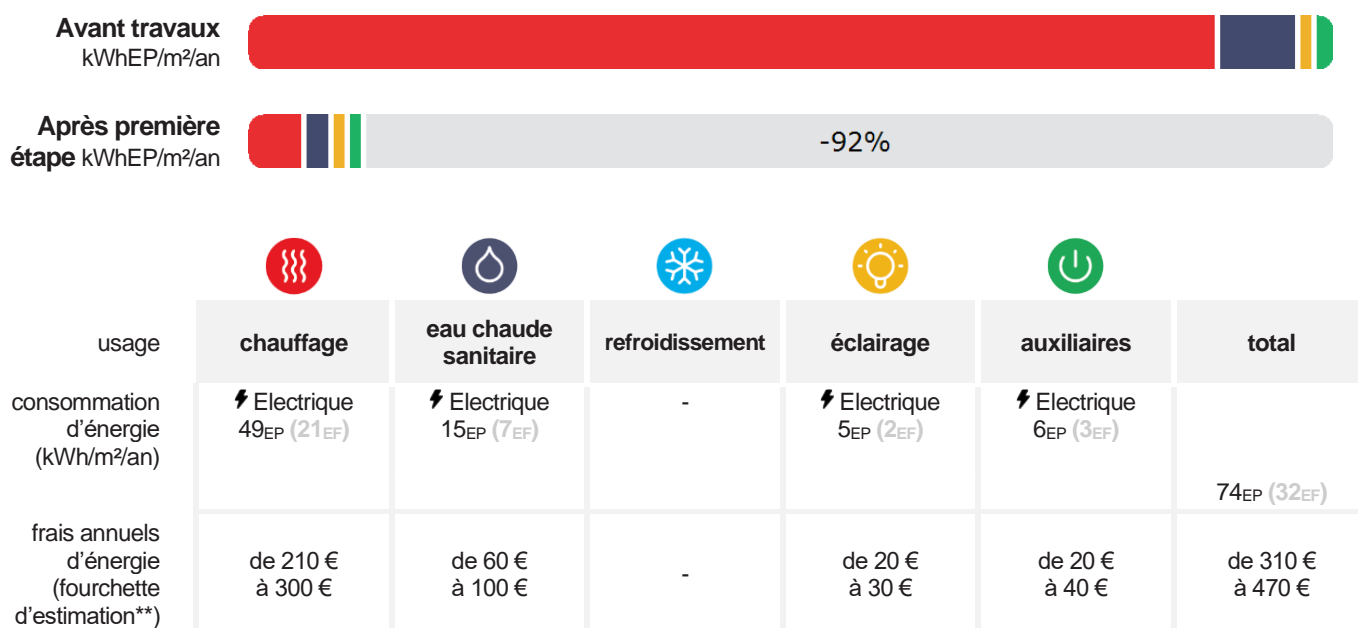 Avant travaux
kWhEP/m²/an
Après première
étape kWhEP/m²/an
-92%
usage
chauffage
eau chaude
sanitaire
refroidissement
éclairage
auxiliaires
total
consommation
d'énergie
(kWh/m²/an)
Electrique
49EP (21EF)
Electrique
15EP (7EF)
-
Electrique
5EP (2EF)
Electrique
6EP (3EF)
74EP (32EF)
frais annuels
d'énergie
(fourchette
d'estimation**)
de 210 €
à 300 €
de 60 €
à 100 €
-
de 20 €
à 30 €
de 20 €
à 40 €
de 310 €
à 470 €